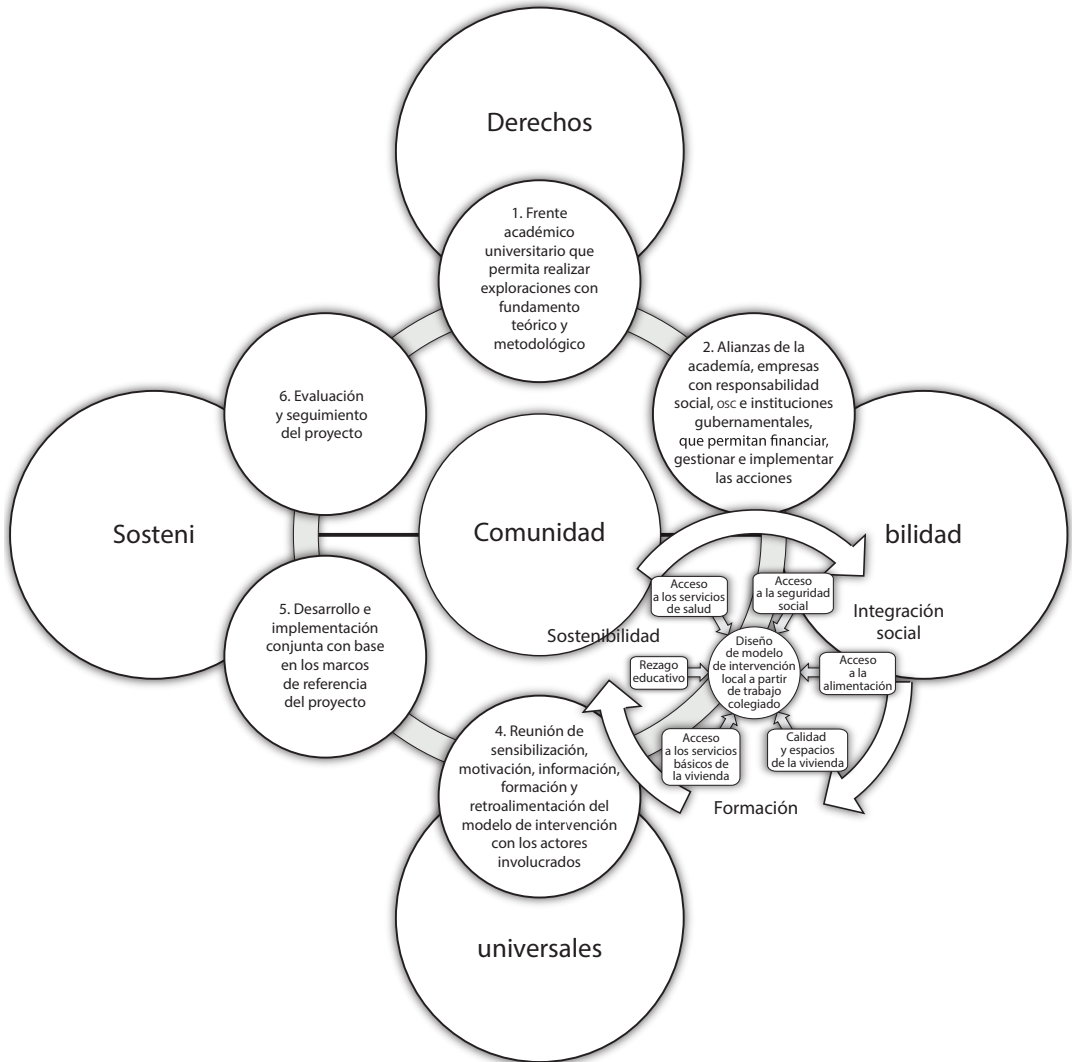 Derechos
1. Frente
académico
universitario que
permita realizar
exploraciones con
fundamento
teórico y
metodológico
2. Alianzas de la
academía, empresas
con responsabilidad
social, osc e instituciones
gubernamentales,
que permitan financiar,
gestionar e implementar
las acciones
6. Evaluación
y seguimiento
del proyecto
Sosteni
Comunidad
bilidad
Acceso
a los servicios
de salud
Acceso
a la seguridad
social
Sostenibilidad
Integración
social
Diseño
de modelo
de intervención
local a partir
de trabajo
colegiado
Rezago
educativo
Acceso
a la
alimentación
Acceso
a los servicios
básicos de
la vivienda
Calidad
y espacios
de la vivienda
Formación
5. Desarrollo e
implementación
conjunta con base
en los marcos
de referencia
del proyecto
4. Reunión de
sensibilización,
motivación, información,
formación y
retroalimentación del
modelo de intervención
con los actores
involucrados
universales